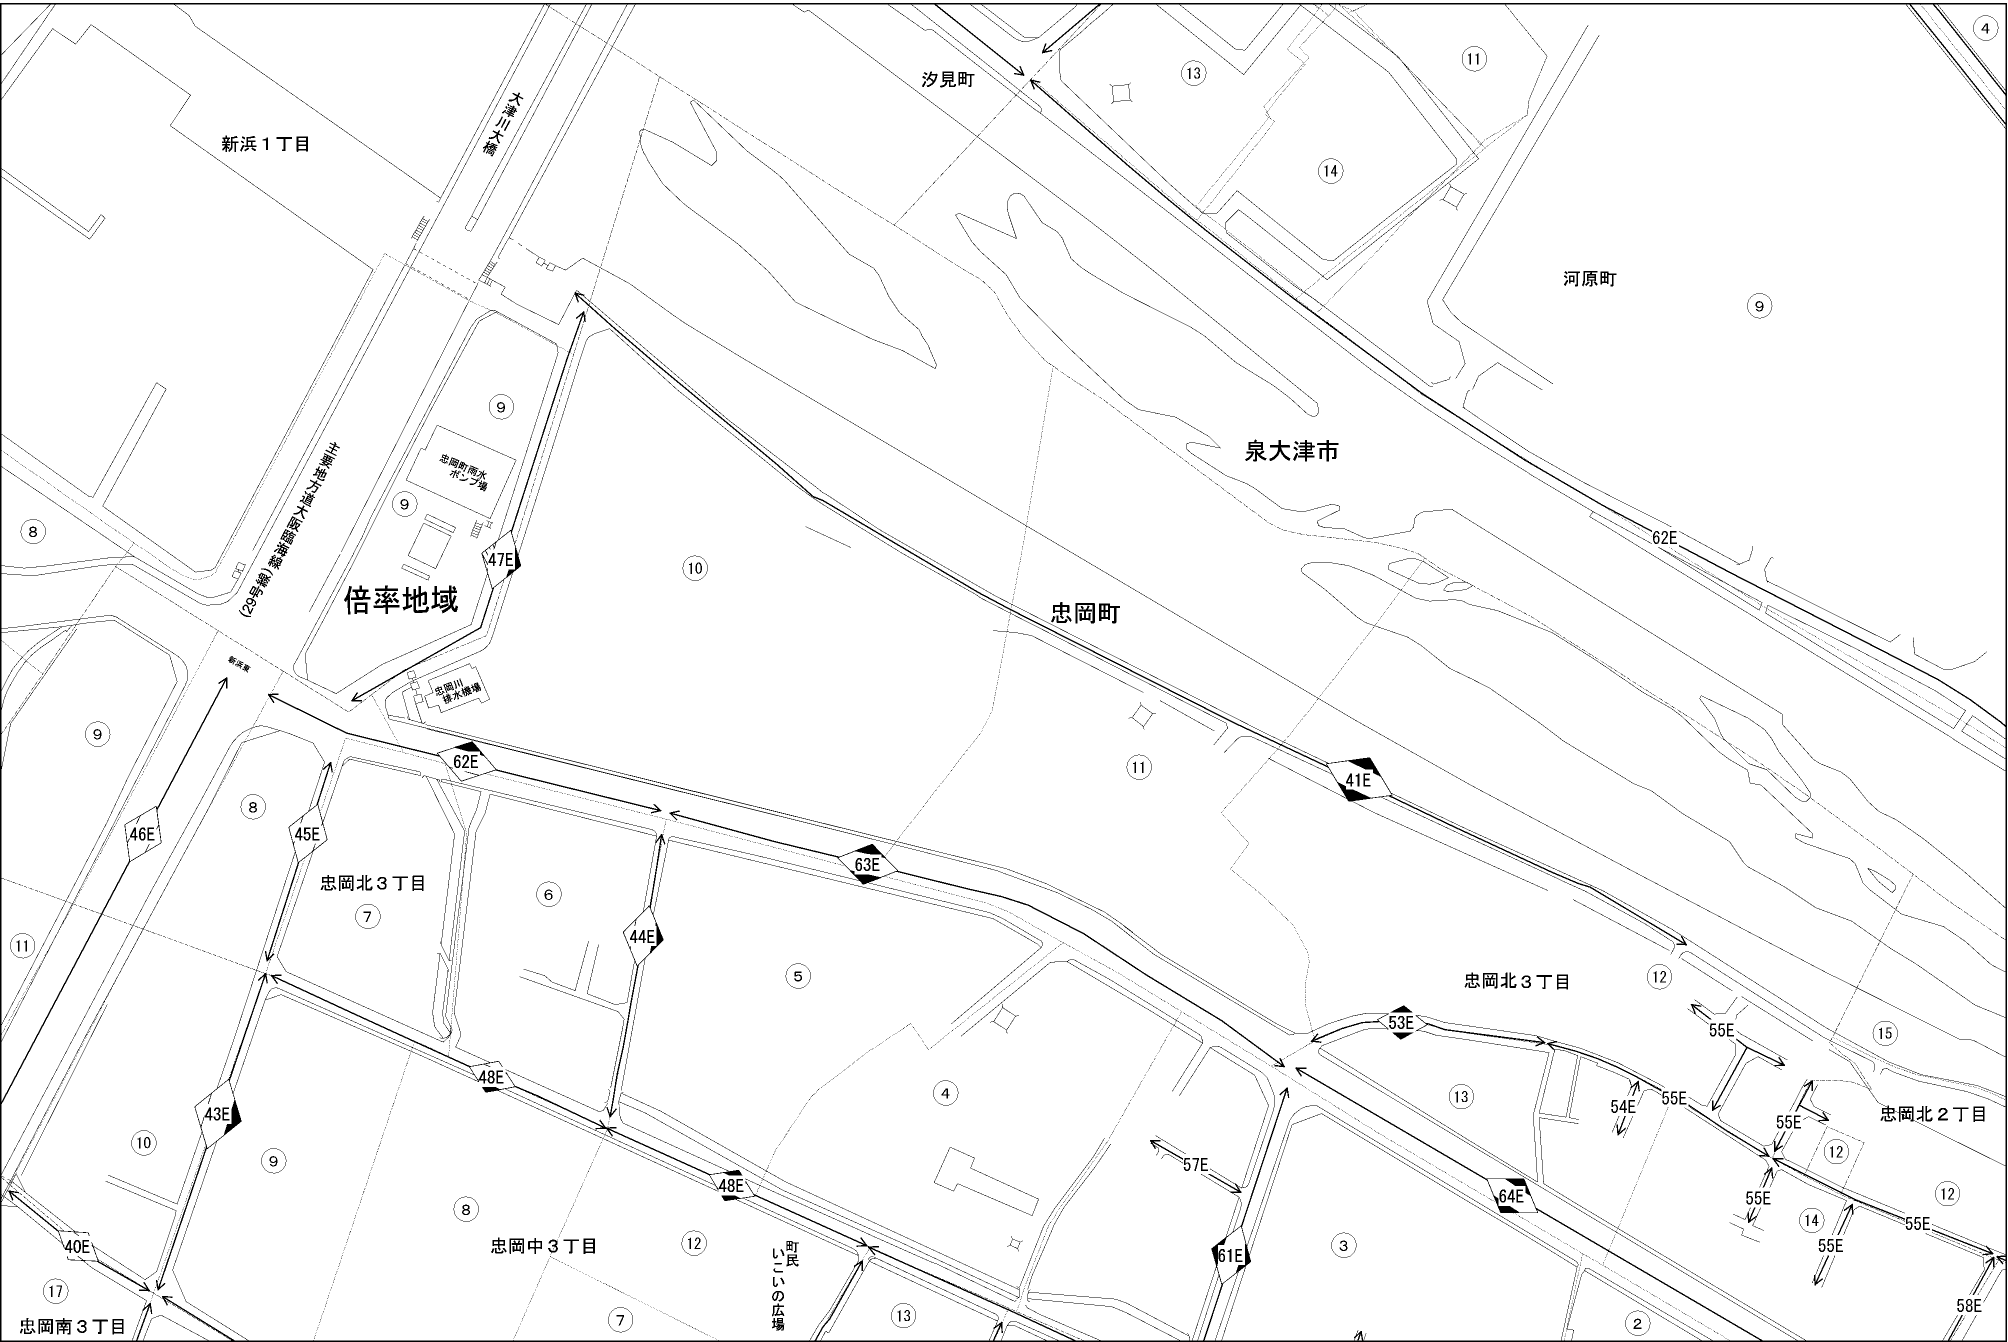 4
11
13
汐見町
大津川大橋
新浜１丁目
14
河原町
9
9
泉大津市
忠岡町雨水
ポンプ場
9
8
主要地方道大阪臨海線
(29号線)
62E
47E
10
倍率地域
忠岡町
新浜東
忠岡川
排水機場
9
62E
11
41E
8
46E
45E
63E
忠岡北３丁目
7
6
44E
11
5
12
忠岡北３丁目
53E
55E
15
48E
4
13
54E
55E
43E
55E
忠岡北２丁目
10
12
9
57E
48E
64E
55E
12
8
14
55E
40E
忠岡中３丁目
12
町民
いこいの広場
61E
3
55E
17
58E
忠岡南３丁目
7
13
2